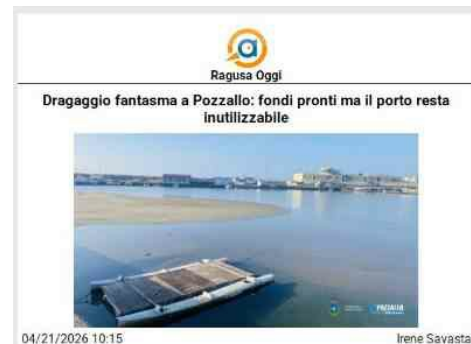 Ragusa Oggi
Dragaggio fantasma a Pozzallo: fondi pronti ma il porto resta
inutilizzabile
POZZALLO
04/21/2026 10:15
Irene Savasta